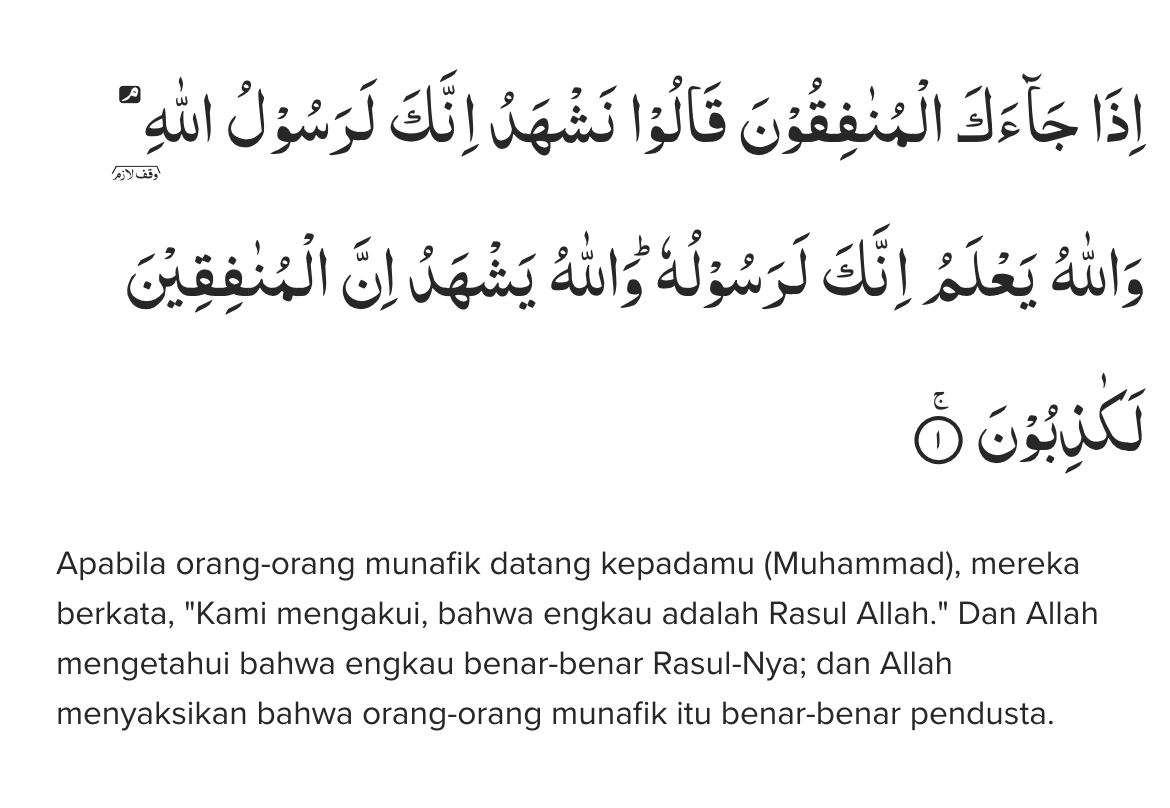 اِذَا جَاۤءَكَ الْمُنٰفِقُوْنَ قَالُوْا نَشْهَدُ اِنَّكَ لَرَسُوْلُ اللّٰهِ ۘ
وقف لازم
وَاللّٰهُ يَعْلَمُ اِنَّكَ لَرَسُوْلُهٗ ۗوَاللّٰهُ يَشْهَدُ اِنَّ الْمُنٰفِقِيْنَ
لَكٰذِبُوْنَۚ ١
Apabila orang-orang munafik datang kepadamu (Muhammad), mereka
berkata, "Kami mengakui, bahwa engkau adalah Rasul Allah." Dan Allah
mengetahui bahwa engkau benar-benar Rasul-Nya; dan Allah
menyaksikan bahwa orang-orang munafik itu benar-benar pendusta.